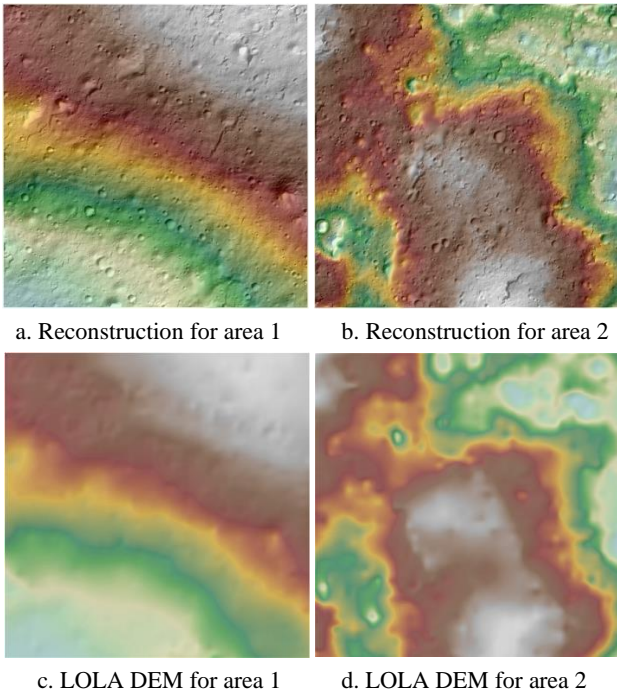 a. Reconstruction for area 1
b. Reconstruction for area 2
c. LOLA DEM for area 1
d. LOLA DEM for area 2